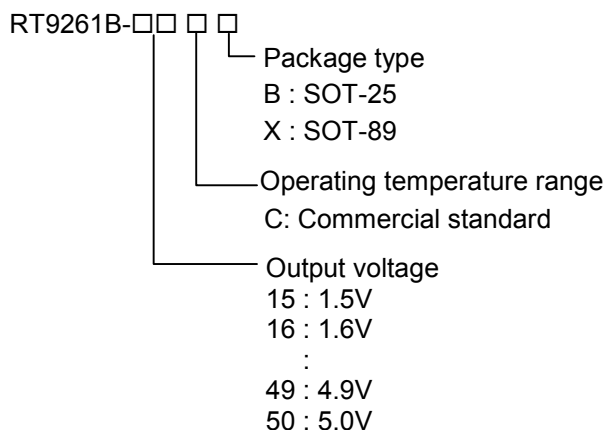 RT9261B-□□ □ □
Package type
B : SOT-25
X : SOT-89
Operating temperature range
C: Commercial standard
Output voltage
15 : 1.5V
16 : 1.6V
:
49 : 4.9V
50 : 5.0V